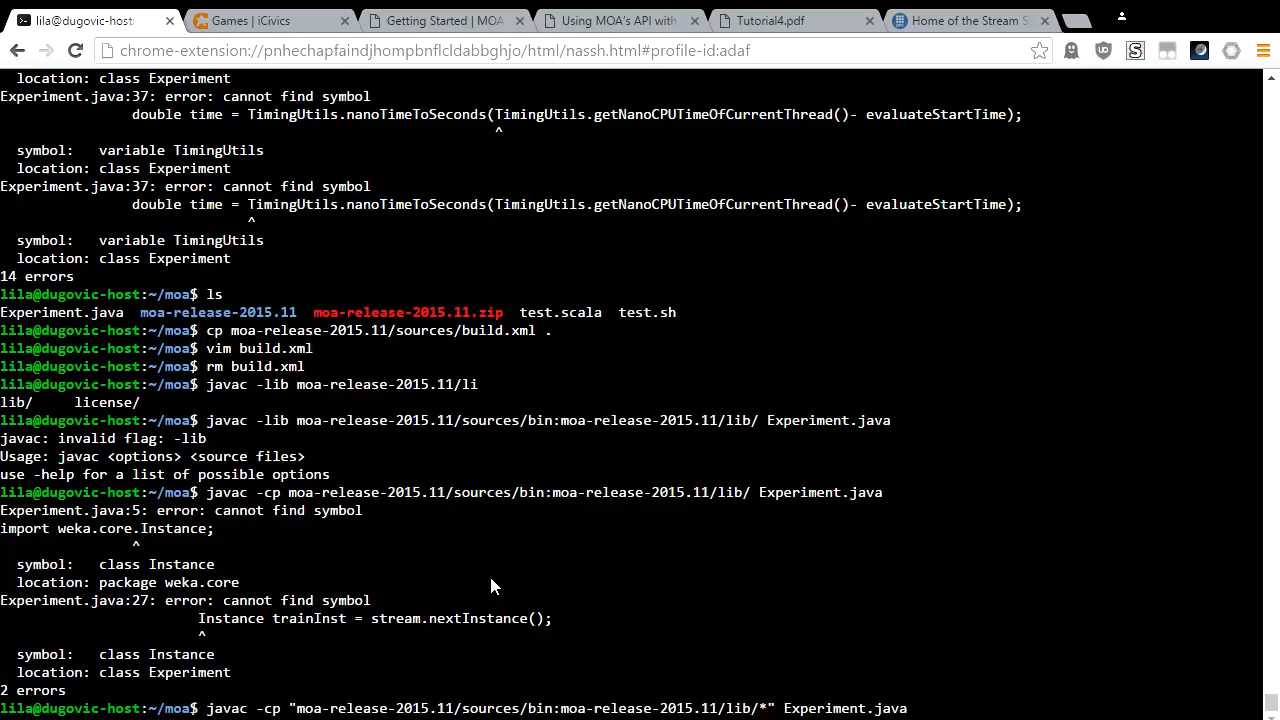 lila@dugovic-host:
Games | iCivics
Getting Started | MOA
Using MOA's API with
Tutorial4.pdf
Home of the Stream S
chrome-extension://pnhechapfaindjhompbnflcldabbghjo/html/nassh.html#profile-id:adaf
  location: class Experiment
Experiment.java:37: error: cannot find symbol
                double time = TimingUtils.nanoTimeToSeconds(TimingUtils.getNanoCPUTimeOfCurrentThread()- evaluateStartTime);
                                                            ^
  symbol:   variable TimingUtils
  location: class Experiment
Experiment.java:37: error: cannot find symbol
                double time = TimingUtils.nanoTimeToSeconds(TimingUtils.getNanoCPUTimeOfCurrentThread()- evaluateStartTime);
                              ^
  symbol:   variable TimingUtils
  location: class Experiment
14 errors
lila@dugovic-host:~/moa$ ls
Experiment.java  moa-release-2015.11  moa-release-2015.11.zip  test.scala  test.sh
lila@dugovic-host:~/moa$ cp moa-release-2015.11/sources/build.xml .
lila@dugovic-host:~/moa$ vim build.xml
lila@dugovic-host:~/moa$ rm build.xml
lila@dugovic-host:~/moa$ javac -lib moa-release-2015.11/li
lib/     license/
lila@dugovic-host:~/moa$ javac -lib moa-release-2015.11/sources/bin:moa-release-2015.11/lib/ Experiment.java
javac: invalid flag: -lib
Usage: javac <options> <source files>
use -help for a list of possible options
lila@dugovic-host:~/moa$ javac -cp moa-release-2015.11/sources/bin:moa-release-2015.11/lib/ Experiment.java
Experiment.java:5: error: cannot find symbol
import weka.core.Instance;
                ^
  symbol:   class Instance
  location: package weka.core
Experiment.java:27: error: cannot find symbol
                        Instance trainInst = stream.nextInstance();
                        ^
  symbol:   class Instance
  location: class Experiment
2 errors
lila@dugovic-host:~/moa$ javac -cp "moa-release-2015.11/sources/bin:moa-release-2015.11/lib/*" Experiment.java